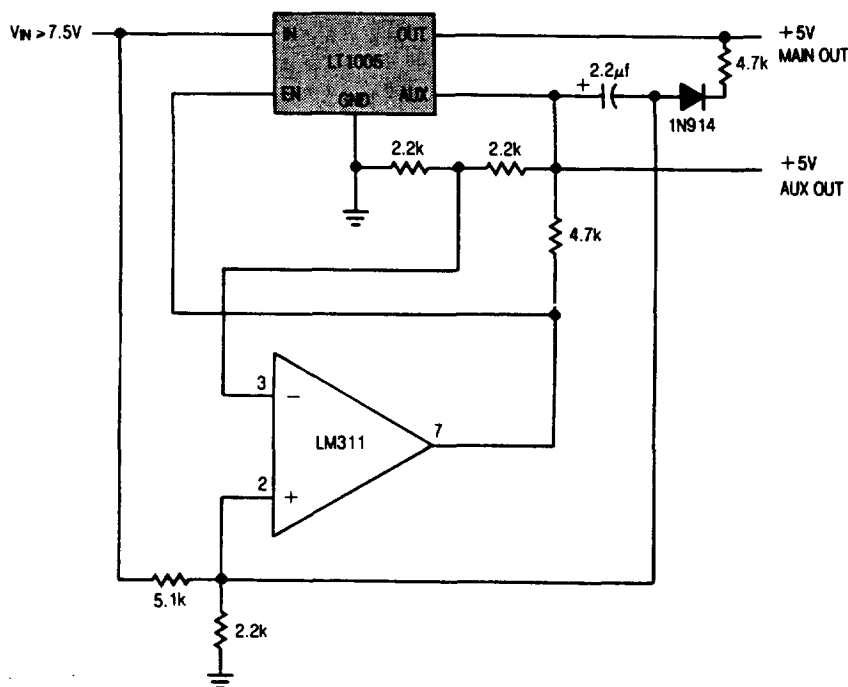 VIN > 7.5V
IN
OUT
LT1005
EN
GND
AUX
+5V
MAIN OUT
4.7k
2.2µf
+
1N914
2.2k
2.2k
+5V
AUX OUT
4.7k
3
−
LM311
7
2
+
5.1k
2.2k